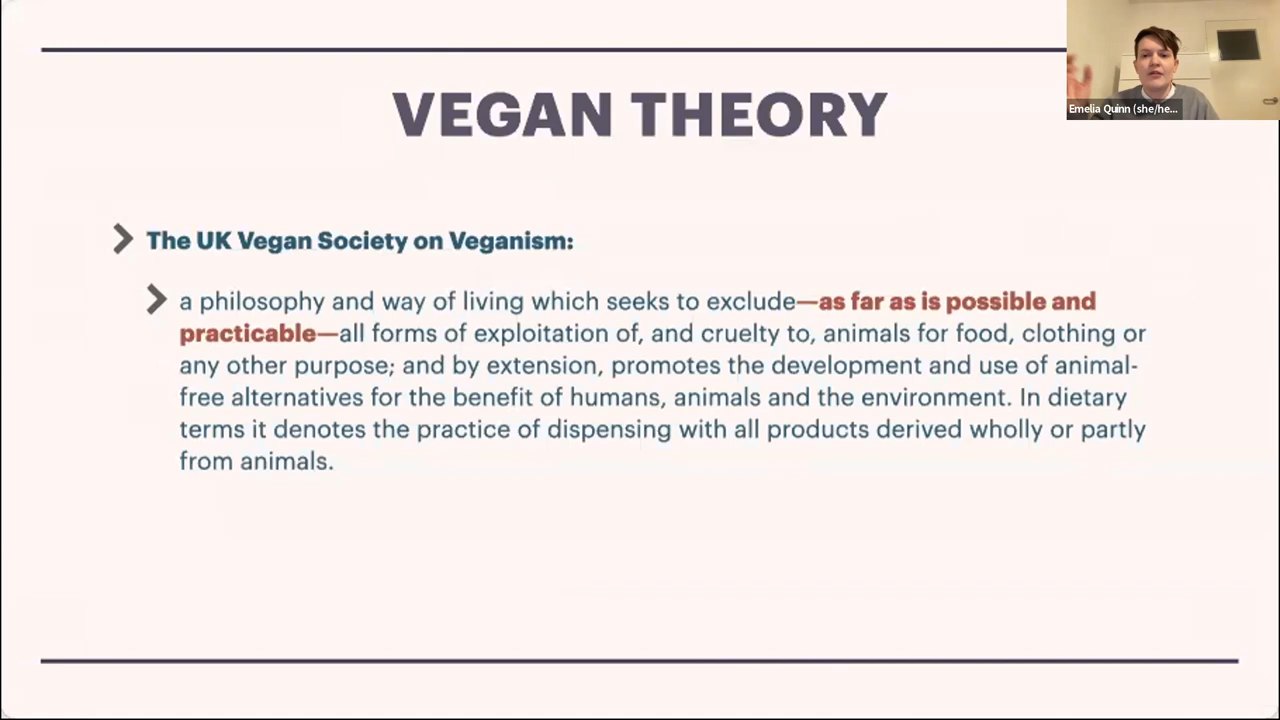 VEGAN THEORY
Emelia Quinn (she/he...
The UK Vegan Society on Veganism:
a philosophy and way of living which seeks to exclude—as far as is possible and
practicable—all forms of exploitation of, and cruelty to, animals for food, clothing or
any other purpose; and by extension, promotes the development and use of animal-
free alternatives for the benefit of humans, animals and the environment. In dietary
terms it denotes the practice of dispensing with all products derived wholly or partly
from animals.